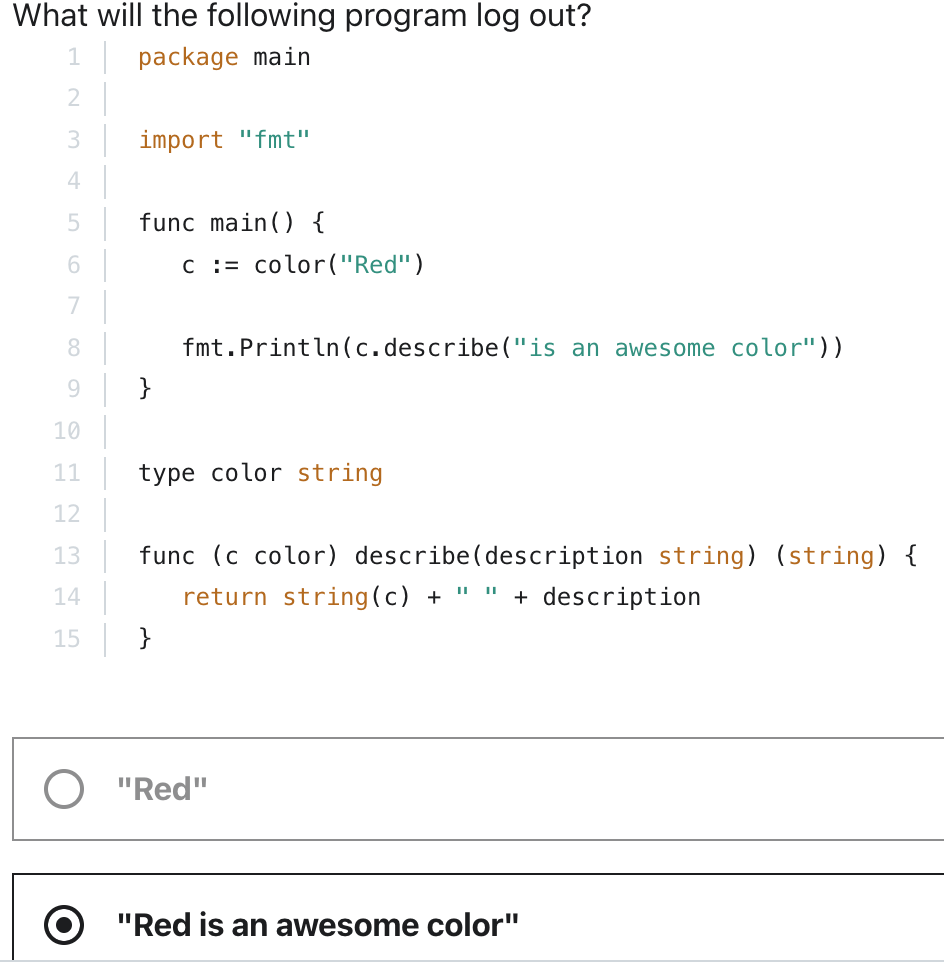 What will the following program log out?
1 package main
2
3 import "fmt"
4
5 func main() {
6 c := color("Red")
7
8 fmt.Println(c.describe("is an awesome color"))
9 }
10
11 type color string
12
13 func (c color) describe(description string) (string) {
14 return string(c) + " " + description
15 }
"Red"
"Red is an awesome color"